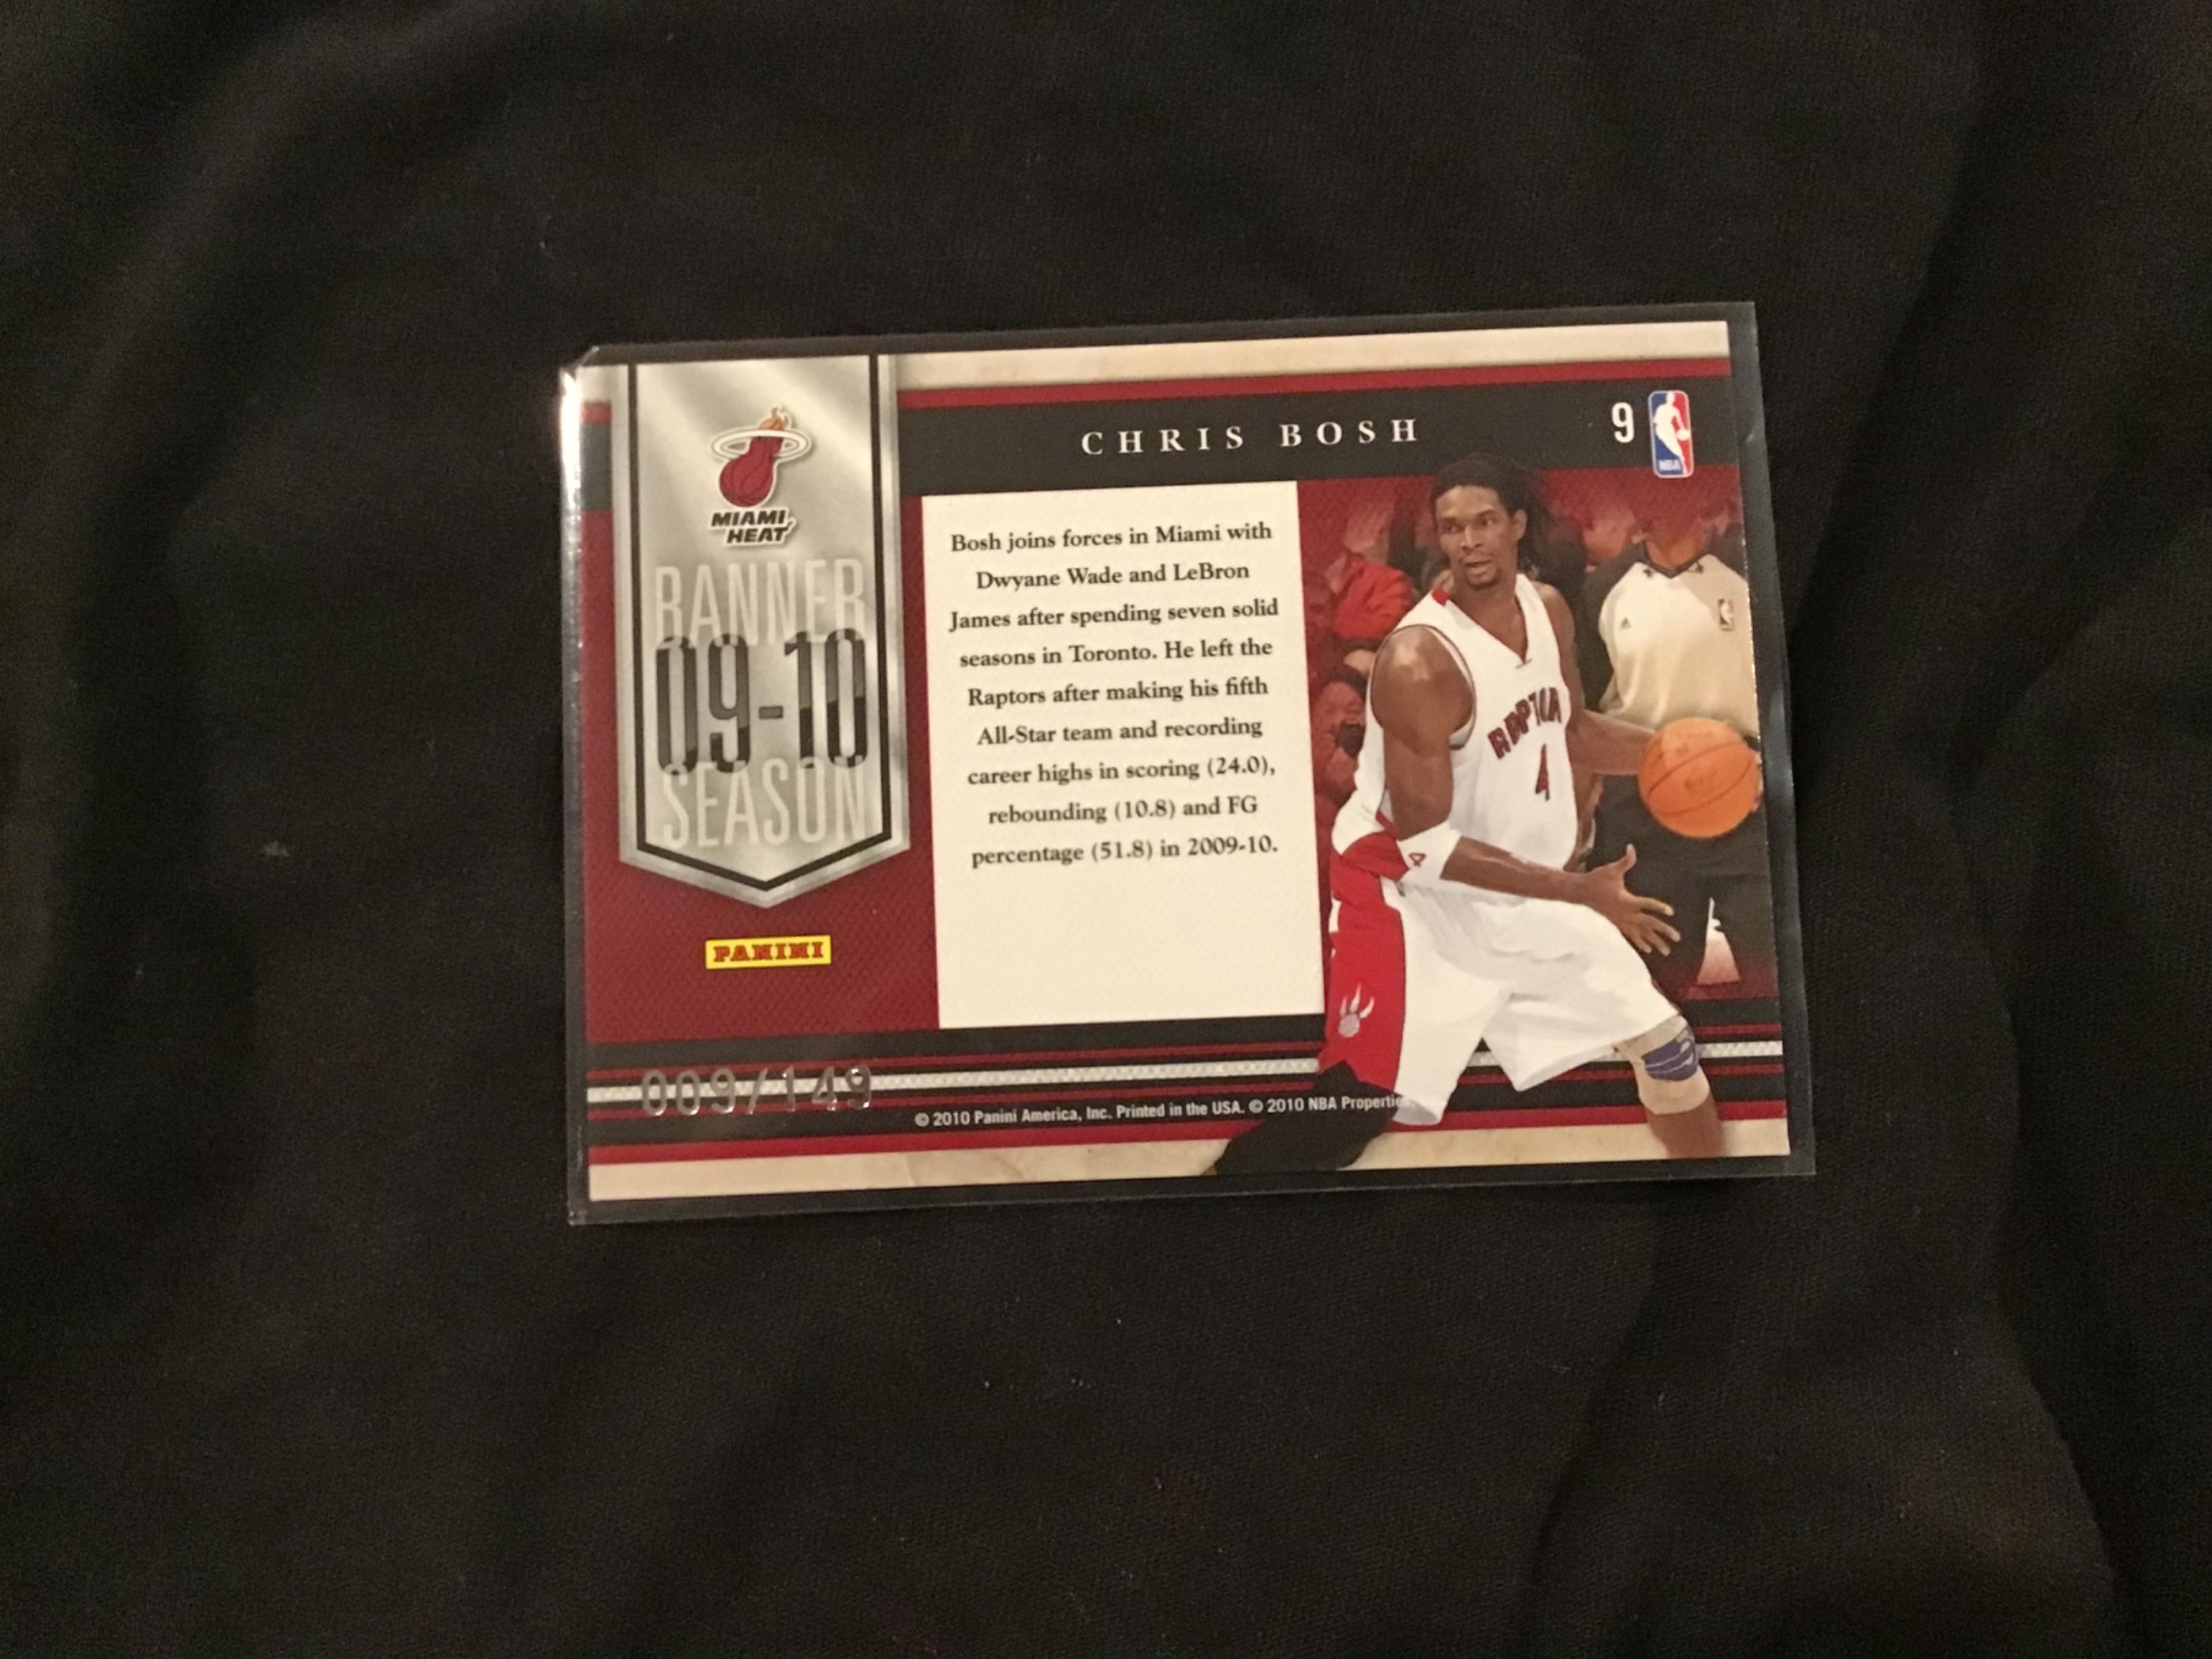 CHRIS BOSH
9
NBA
MIAMI
HEAT
BANNER
09-10
SEASON
Bosh joins forces in Miami with
Dwyane Wade and LeBron
James after spending seven solid
seasons in Toronto. He left the
Raptors after making his fifth
All-Star team and recording
career highs in scoring (24.0),
rebounding (10.8) and FG
percentage (51.8) in 2009-10.
RAPTOR
4
PANINI
009/149
© 2010 Panini America, Inc. Printed in the USA. © 2010 NBA Propertie